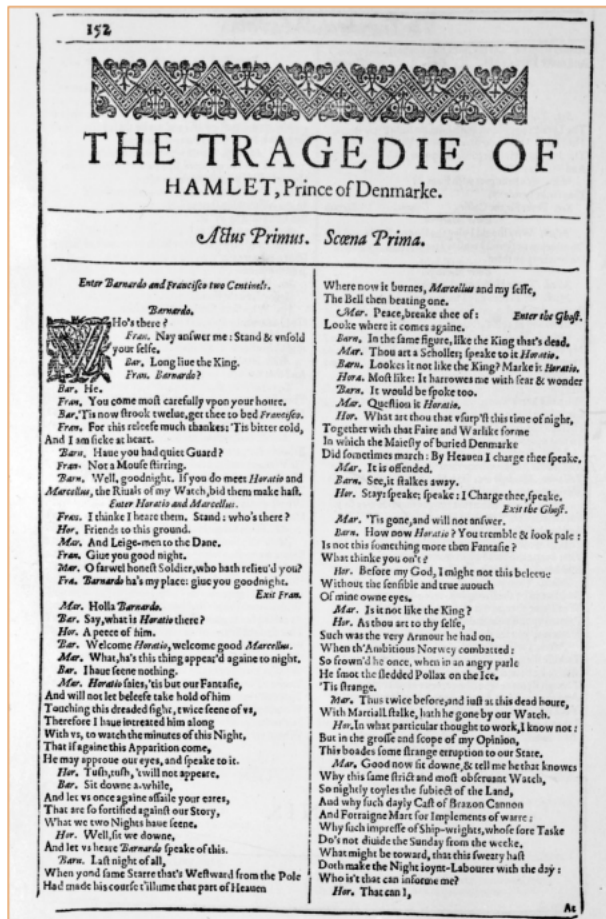 152
THE TRAGEDIE OF
HAMLET, Prince of Denmarke.
Actus Primus. Scœna Prima.
Enter Barnardo and Francisco two Centinels.
Barnardo.
WHo's there?
Fran. Nay answer me: Stand & vnfold
your selfe.
Bar. Long liue the King.
Fran. Barnardo?
Bar. He.
Fran. You come most carefully vpon your houre.
Bar. 'Tis now strook twelue, get thee to bed Francisco.
Fran. For this releefe much thankes: 'Tis bitter cold,
And I am sicke at heart.
Barn. Haue you had quiet Guard?
Fran. Not a Mouse stirring.
Barn. Well, goodnight. If you do meet Horatio and
Marcellus, the Riuals of my Watch, bid them make hast.
Enter Horatio and Marcellus.
Fran. I thinke I heare them. Stand: who's there?
Hor. Friends to this ground.
Mar. And Leige-men to the Dane.
Fran. Giue you good night.
Mar. O farwel honest Soldier, who hath relieu'd you?
Fra. Barnardo ha's my place: giue you goodnight.
Exit Fran.
Mar. Holla Barnardo.
Bar. Say, what is Horatio there?
Hor. A peece of him.
Bar. Welcome Horatio, welcome good Marcellus.
Mar. What, ha's this thing appear'd againe to night.
Bar. I haue seene nothing.
Mar. Horatio saies, 'tis but our Fantasie,
And will not let beleefe take hold of him
Touching this dreaded sight, twice seene of vs,
Therefore I haue intreated him along
With vs, to watch the minutes of this Night,
That if againe this Apparition come,
He may approue our eyes, and speake to it.
Hor. Tush, tush, 'twill not appeare.
Bar. Sit downe a-while,
And let vs once againe assaile your eares,
That are so fortified against our Story,
What we two Nights haue seene.
Hor. Well, sit we downe,
And let vs heare Barnardo speake of this.
Barn. Last night of all,
When yond same Starre that's Westward from the Pole
Had made his course t'illume that part of Heauen
Where now it burnes, Marcellus and my selfe,
The Bell then beating one.
Mar. Peace, breake thee of: Enter the Ghost.
Looke where it comes againe.
Barn. In the same figure, like the King that's dead.
Mar. Thou art a Scholler; speake to it Horatio.
Barn. Lookes it not like the King? Marke it Horatio.
Hora. Most like: It harrowes me with fear & wonder
Barn. It would be spoke too.
Mar. Question it Horatio.
Hor. What art thou that vsurp'st this time of night,
Together with that Faire and Warlike forme
In which the Maiesty of buried Denmarke
Did sometimes march: By Heauen I charge thee speake.
Mar. It is offended.
Barn. See, it stalkes away.
Hor. Stay: speake; speake: I Charge thee, speake.
Exit the Ghost.
Mar. 'Tis gone, and will not answer.
Barn. How now Horatio? You tremble & look pale:
Is not this something more then Fantasie?
What thinke you on't?
Hor. Before my God, I might not this beleeue
Without the sensible and true auouch
Of mine owne eyes.
Mar. Is it not like the King?
Hor. As thou art to thy selfe,
Such was the very Armour he had on,
When th'Ambitious Norwey combatted:
So frown'd he once, when in an angry parle
He smot the sledded Pollax on the Ice.
'Tis strange.
Mar. Thus twice before, and iust at this dead houre,
With Martiall stalke, hath he gone by our Watch.
Hor. In what particular thought to work, I know not:
But in the grosse and scope of my Opinion,
This boades some strange erruption to our State.
Mar. Good now sit downe, & tell me he that knowes
Why this same strict and most obseruant Watch,
So nightly toyles the subiect of the Land,
And why such dayly Cast of Brazon Cannon
And Forraigne Mart for Implements of warre:
Why such impresse of Ship-wrights, whose sore Taske
Do's not diuide the Sunday from the weeke,
What might be toward, that this sweaty hast
Doth make the Night ioynt-Labourer with the day:
Who is't that can informe me?
Hor. That can I,
At